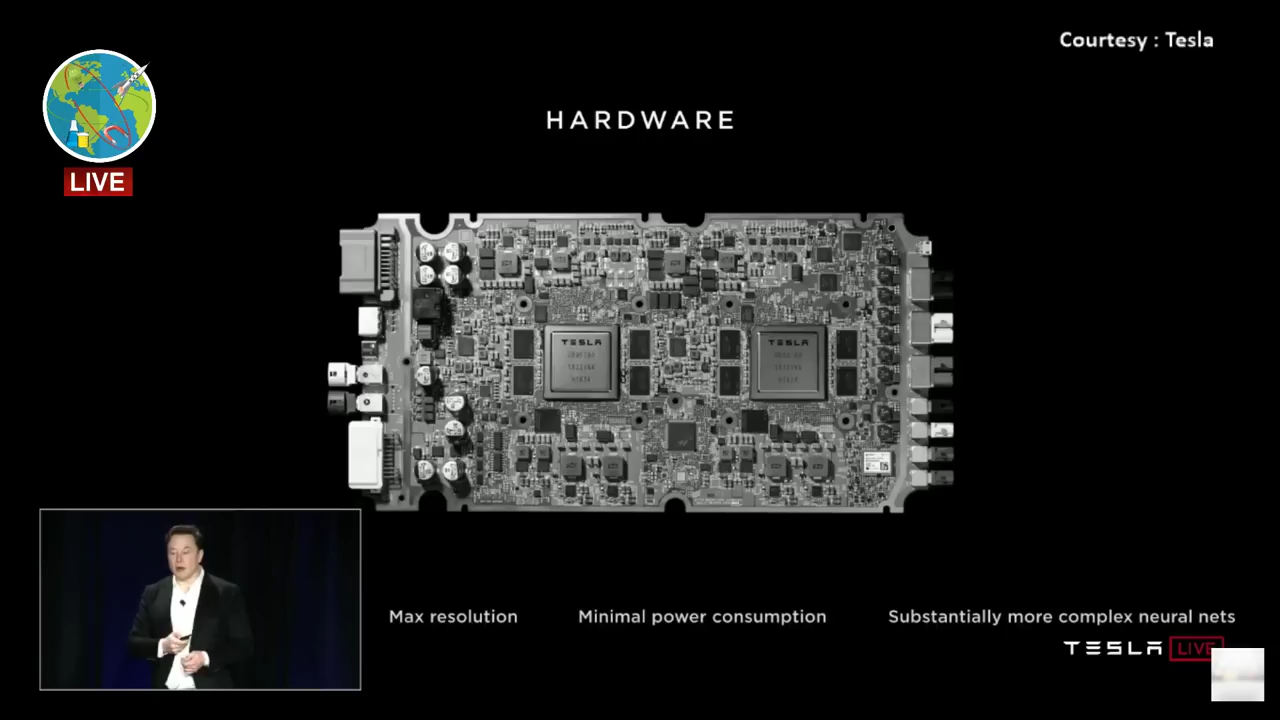 Courtesy : Tesla
HARDWARE
LIVE
TESLA
TESLA
Max resolution
Minimal power consumption
Substantially more complex neural nets
TESLA LIVE